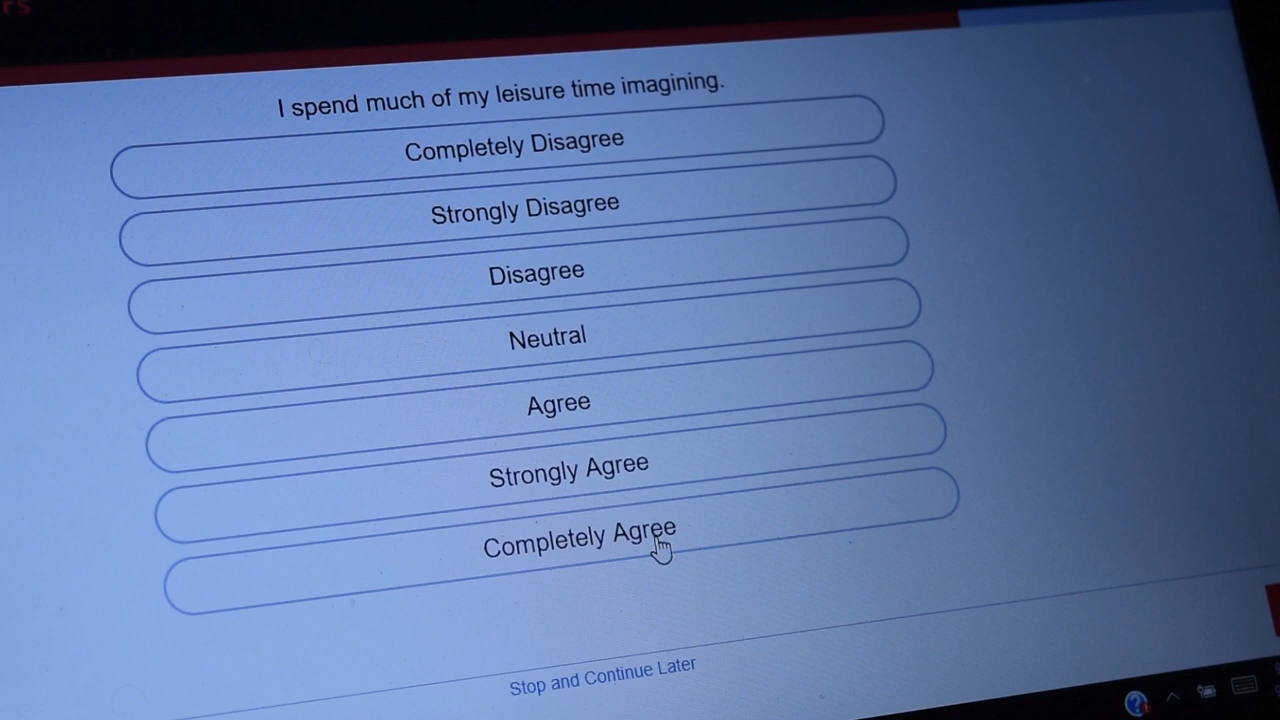 rs
I spend much of my leisure time imagining.
Completely Disagree
Strongly Disagree
Disagree
Neutral
Agree
Strongly Agree
Completely Agree
Stop and Continue Later